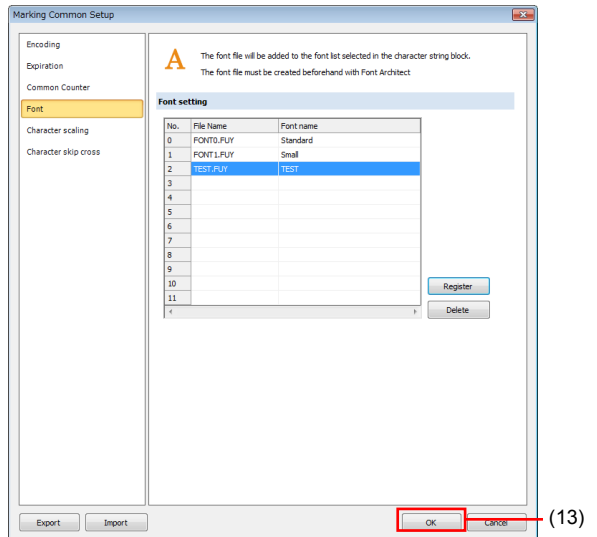 Marking Common Setup
Encoding
Expiration
Common Counter
Font
Character scaling
Character skip cross
A
The font file will be added to the font list selected in the character string block.
The font file must be created beforehand with Font Architect
Font setting
No. File Name Font name
0 FONT0.FUY Standard
1 FONT1.FUY Small
2 TEST.FUY TEST
3
4
5
6
7
8
9
10
11
Register
Delete
Export Import OK Cancel
(13)